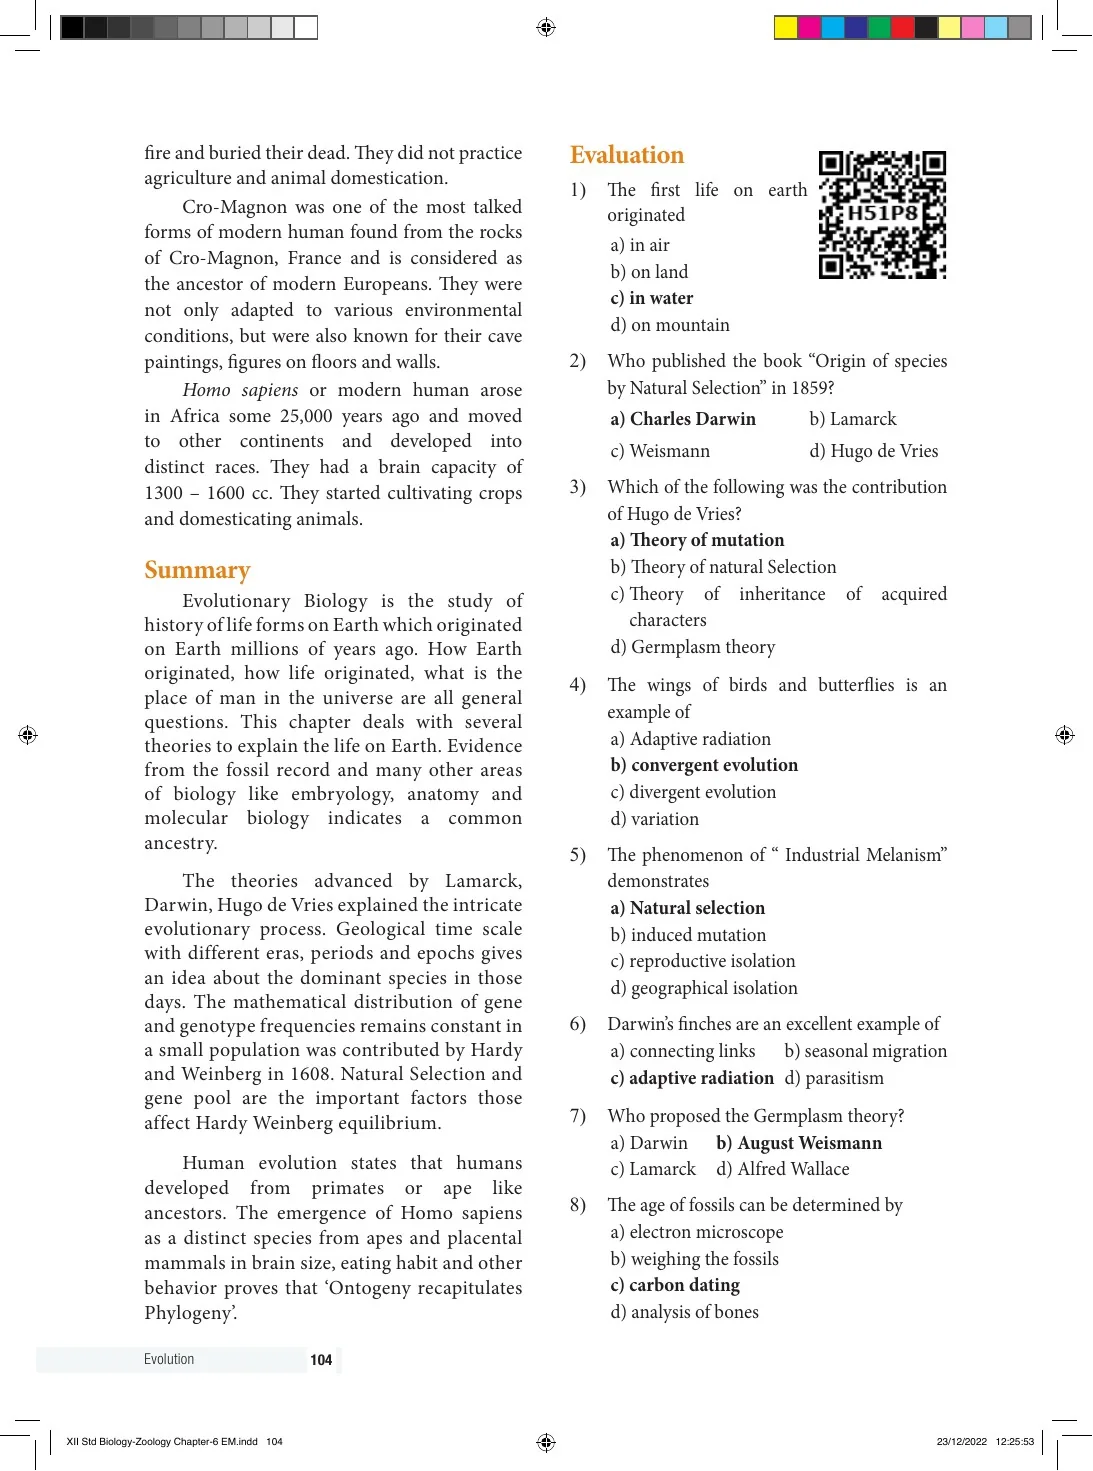 fire and buried their dead. They did not practice
agriculture and animal domestication.
Cro-Magnon was one of the most talked
forms of modern human found from the rocks
of Cro-Magnon, France and is considered as
the ancestor of modern Europeans. They were
not only adapted to various environmental
conditions, but were also known for their cave
paintings, figures on floors and walls.
Homo sapiens or modern human arose
in Africa some 25,000 years ago and moved
to other continents and developed into
distinct races. They had a brain capacity of
1300 – 1600 cc. They started cultivating crops
and domesticating animals.
Summary
Evolutionary Biology is the study of
history of life forms on Earth which originated
on Earth millions of years ago. How Earth
originated, how life originated, what is the
place of man in the universe are all general
questions. This chapter deals with several
theories to explain the life on Earth. Evidence
from the fossil record and many other areas
of biology like embryology, anatomy and
molecular biology indicates a common
ancestry.
The theories advanced by Lamarck,
Darwin, Hugo de Vries explained the intricate
evolutionary process. Geological time scale
with different eras, periods and epochs gives
an idea about the dominant species in those
days. The mathematical distribution of gene
and genotype frequencies remains constant in
a small population was contributed by Hardy
and Weinberg in 1608. Natural Selection and
gene pool are the important factors those
affect Hardy Weinberg equilibrium.
Human evolution states that humans
developed from primates or ape like
ancestors. The emergence of Homo sapiens
as a distinct species from apes and placental
mammals in brain size, eating habit and other
behavior proves that ‘Ontogeny recapitulates
Phylogeny’.
Evaluation
H51P8
1) The first life on earth
originated
a) in air
b) on land
c) in water
d) on mountain
2) Who published the book “Origin of species
by Natural Selection” in 1859?
a) Charles Darwin b) Lamarck
c) Weismann d) Hugo de Vries
3) Which of the following was the contribution
of Hugo de Vries?
a) Theory of mutation
b) Theory of natural Selection
c) Theory of inheritance of acquired
characters
d) Germplasm theory
4) The wings of birds and butterflies is an
example of
a) Adaptive radiation
b) convergent evolution
c) divergent evolution
d) variation
5) The phenomenon of “ Industrial Melanism”
demonstrates
a) Natural selection
b) induced mutation
c) reproductive isolation
d) geographical isolation
6) Darwin’s finches are an excellent example of
a) connecting links b) seasonal migration
c) adaptive radiation d) parasitism
7) Who proposed the Germplasm theory?
a) Darwin b) August Weismann
c) Lamarck d) Alfred Wallace
8) The age of fossils can be determined by
a) electron microscope
b) weighing the fossils
c) carbon dating
d) analysis of bones
Evolution 104
XII Std Biology-Zoology Chapter-6 EM.indd 104 23/12/2022 12:25:53